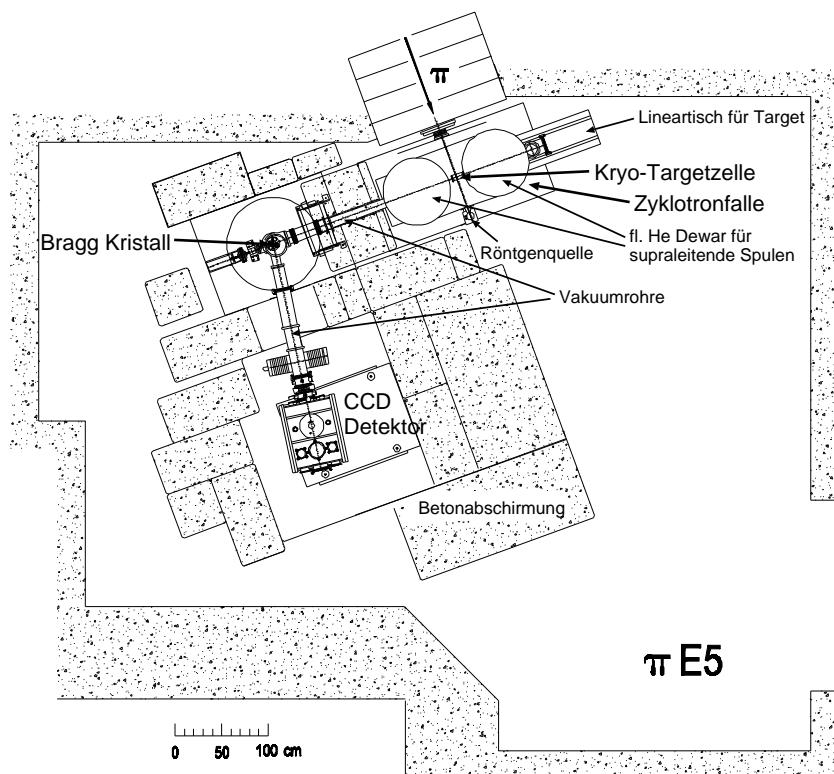 π
Lineartisch für Target
Kryo-Targetzelle
Zyklotronfalle
fl. He Dewar für
supraleitende Spulen
Bragg Kristall
Röntgenquelle
Vakuumrohre
CCD
Detektor
Betonabschirmung
π E5
0 50 100 cm